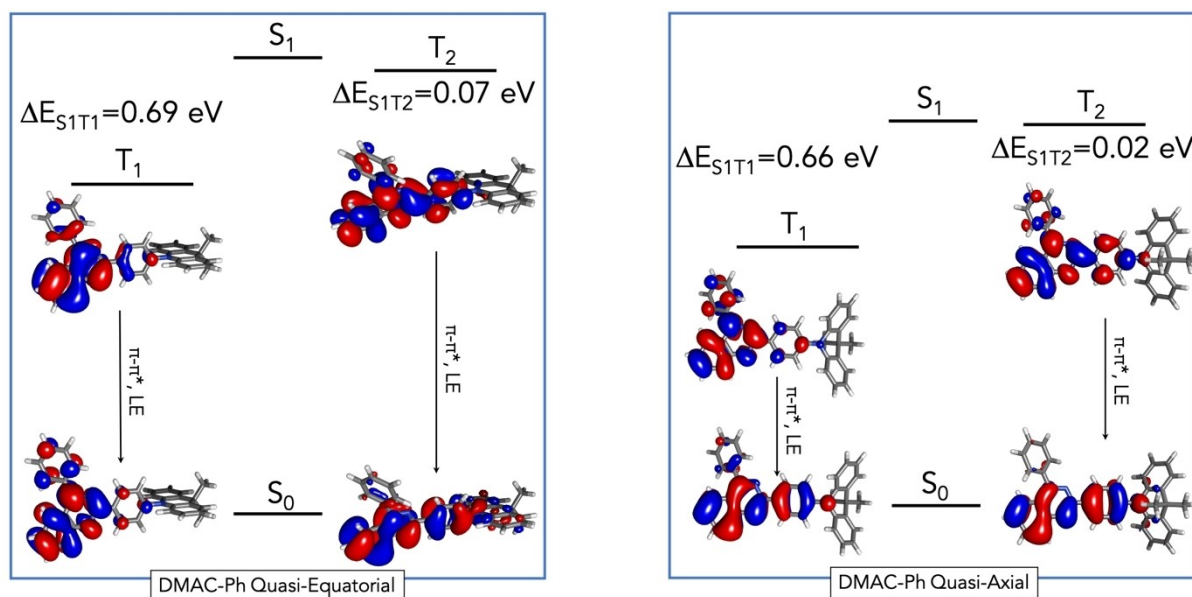 S1
T2
ΔES1T2=0.07 eV
ΔES1T1=0.69 eV
T1
π-π*, LE
π-π*, LE
S0
DMAC-Ph Quasi-Equatorial
S1
T2
ΔES1T2=0.02 eV
ΔES1T1=0.66 eV
T1
π-π*, LE
π-π*, LE
S0
DMAC-Ph Quasi-Axial